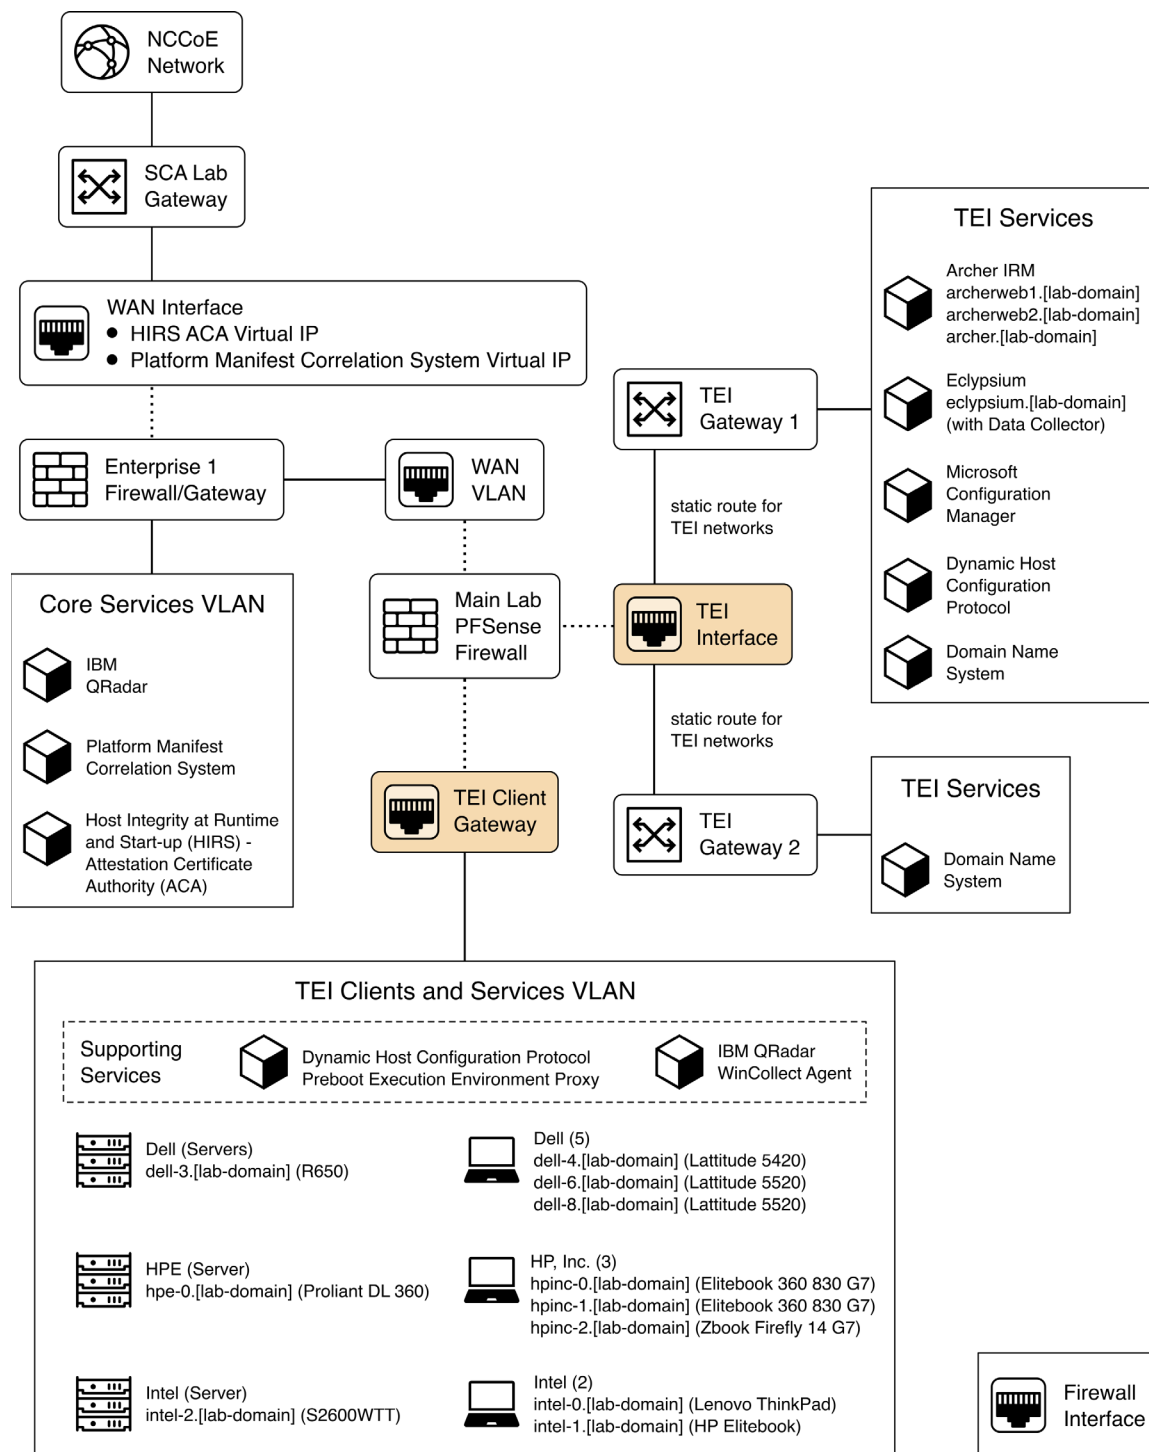 NCCoE
Network
SCA Lab
Gateway
WAN Interface
● HIRS ACA Virtual IP
● Platform Manifest Correlation System Virtual IP
Enterprise 1
Firewall/Gateway
WAN
VLAN
Core Services VLAN
IBM
QRadar
Platform Manifest
Correlation System
Host Integrity at Runtime
and Start-up (HIRS) -
Attestation Certificate
Authority (ACA)
Main Lab
PFSense
Firewall
TEI Client
Gateway
TEI
Gateway 1
static route for
TEI networks
TEI
Interface
static route for
TEI networks
TEI
Gateway 2
TEI Services
Archer IRM
archerweb1.[lab-domain]
archerweb2.[lab-domain]
archer.[lab-domain]
Eclypsium
eclypsium.[lab-domain]
(with Data Collector)
Microsoft
Configuration
Manager
Dynamic Host
Configuration
Protocol
Domain Name
System
TEI Services
Domain Name
System
TEI Clients and Services VLAN
Supporting
Services
Dynamic Host Configuration Protocol
Preboot Execution Environment Proxy
IBM QRadar
WinCollect Agent
Dell (Servers)
dell-3.[lab-domain] (R650)
Dell (5)
dell-4.[lab-domain] (Lattitude 5420)
dell-6.[lab-domain] (Lattitude 5520)
dell-8.[lab-domain] (Lattitude 5520)
HPE (Server)
hpe-0.[lab-domain] (Proliant DL 360)
HP, Inc. (3)
hpinc-0.[lab-domain] (Elitebook 360 830 G7)
hpinc-1.[lab-domain] (Elitebook 360 830 G7)
hpinc-2.[lab-domain] (Zbook Firefly 14 G7)
Intel (Server)
intel-2.[lab-domain] (S2600WTT)
Intel (2)
intel-0.[lab-domain] (Lenovo ThinkPad)
intel-1.[lab-domain] (HP Elitebook)
Firewall
Interface